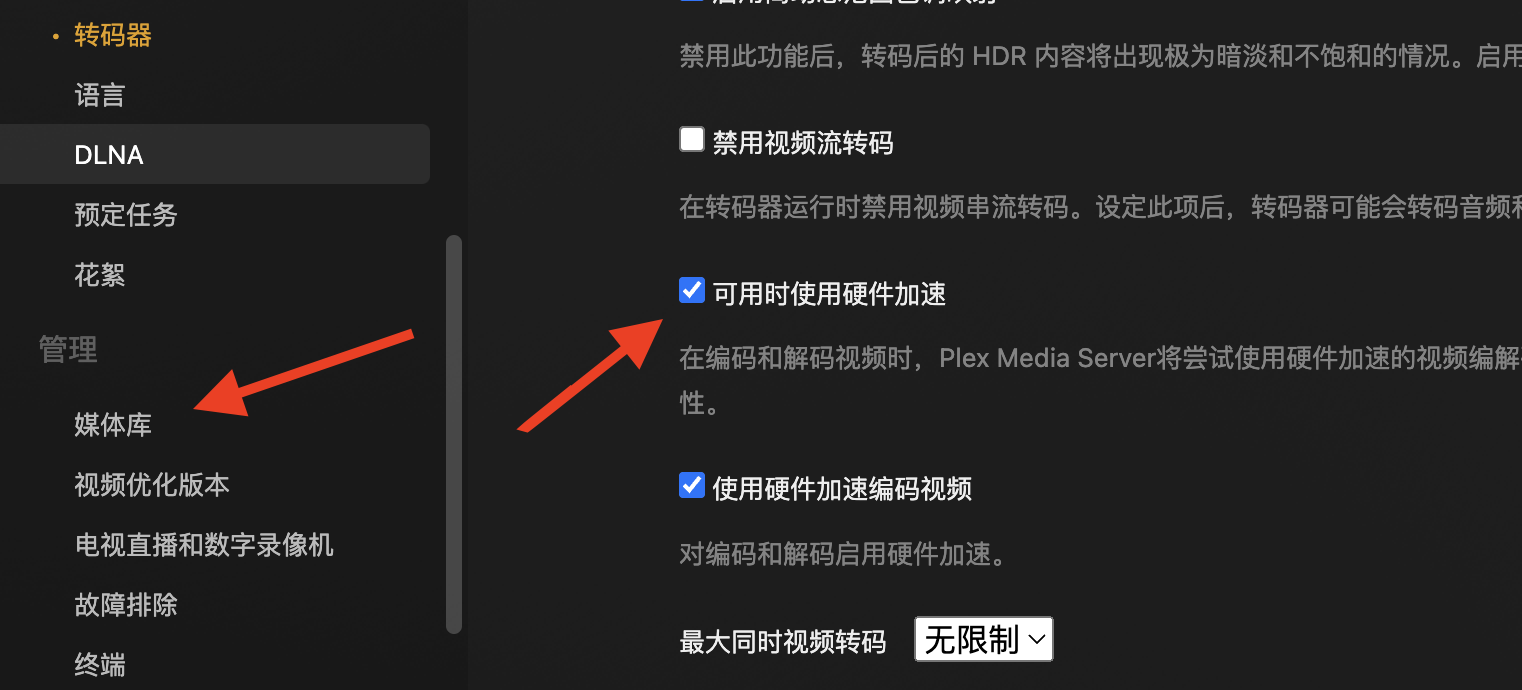 转码器
语言
DLNA
预定任务
花絮
管理
媒体库
视频优化版本
电视直播和数字录像机
故障排除
终端
禁用此功能后，转码后的 HDR 内容将出现极为暗淡和不饱和的情况。启用
禁用视频流转码
在转码器运行时禁用视频串流转码。设定此项后，转码器可能会转码音频和
可用时使用硬件加速
在编码和解码视频时，Plex Media Server将尝试使用硬件加速的视频编解
性。
使用硬件加速编码视频
对编码和解码启用硬件加速。
最大同时视频转码 无限制